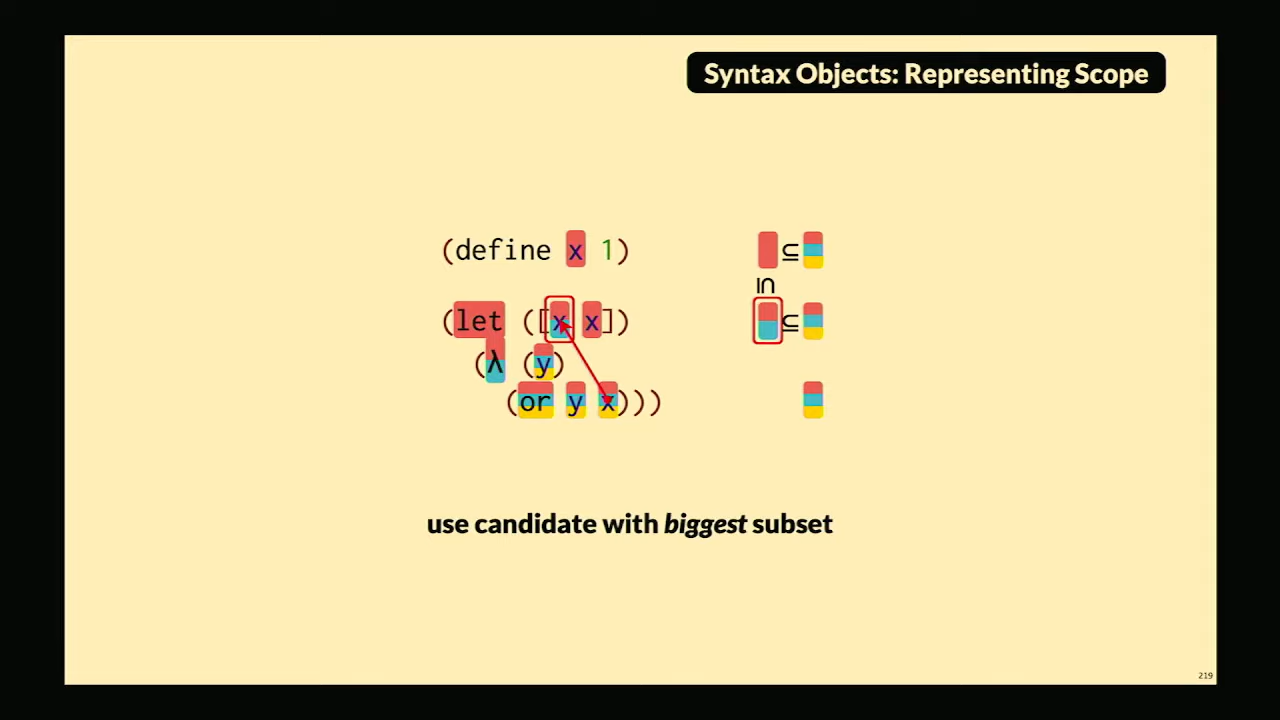 Syntax Objects: Representing Scope
(define x 1) ⊆
⊆
(let ([x x]) ⊆
(λ (y)
(or y x)))
use candidate with biggest subset
219